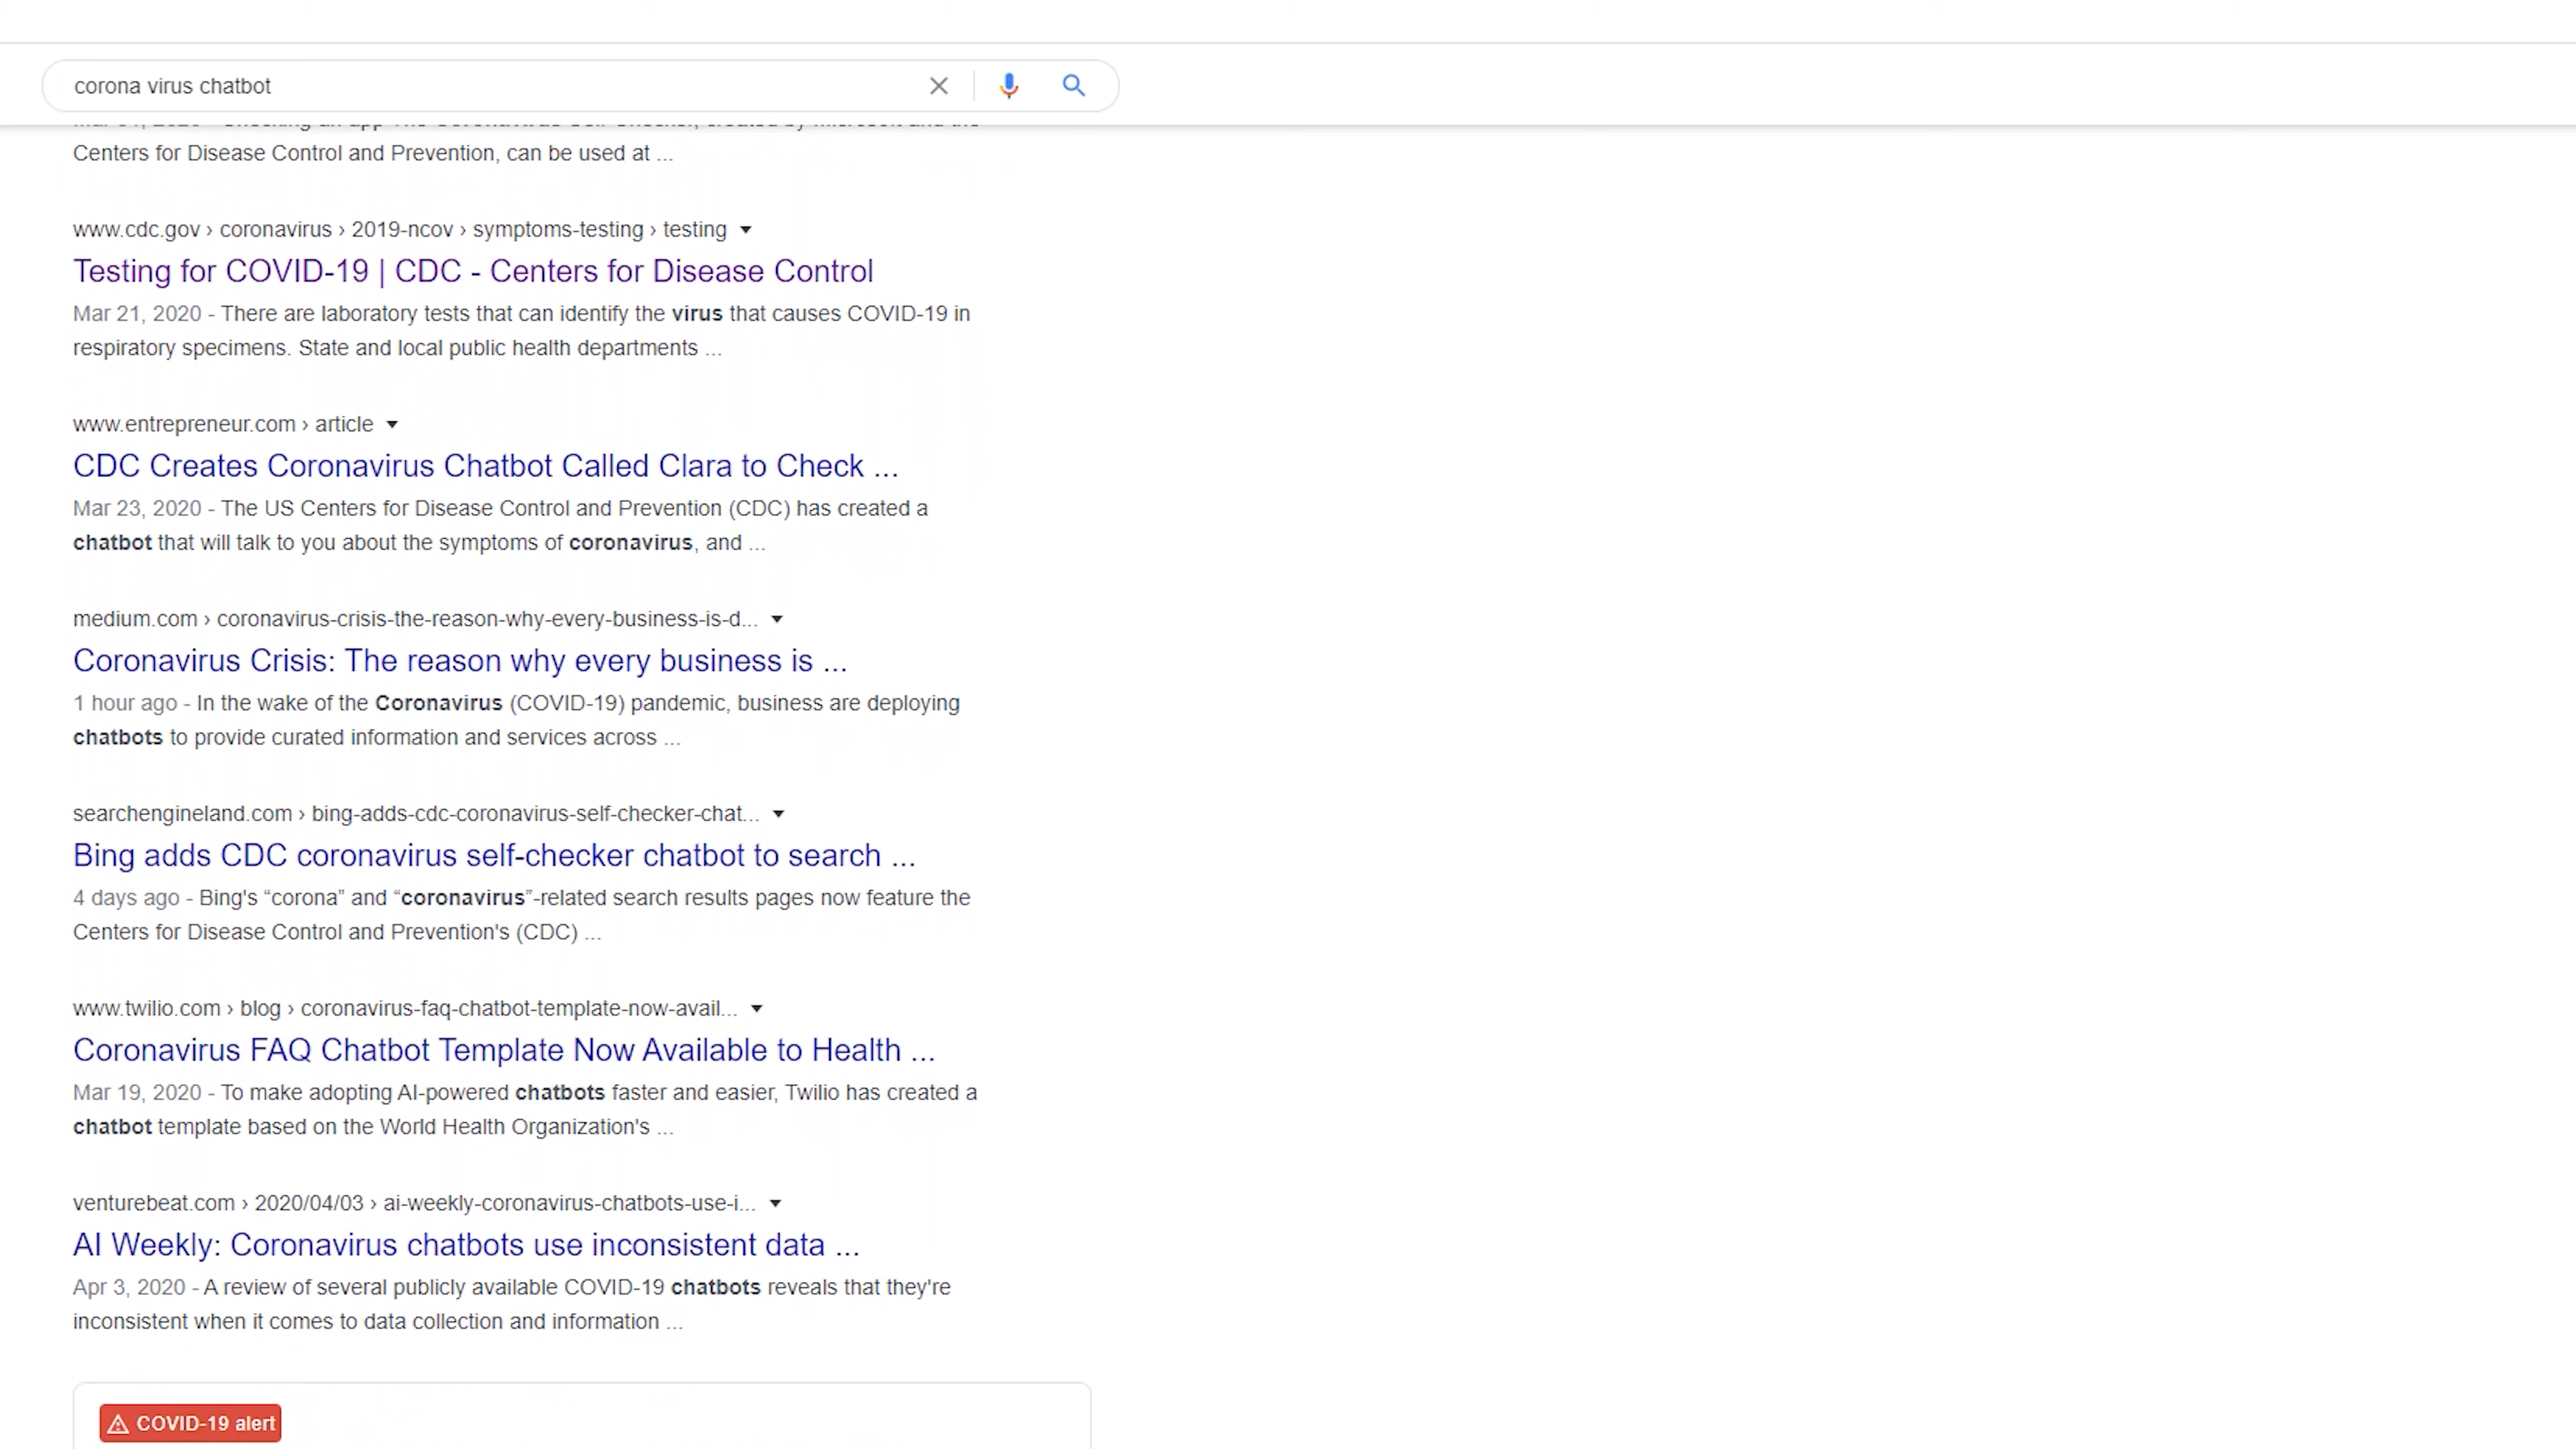 corona virus chatbot
Centers for Disease Control and Prevention, can be used at ...
www.cdc.gov › coronavirus › 2019-ncov › symptoms-testing › testing
Testing for COVID-19 | CDC - Centers for Disease Control
Mar 21, 2020 - There are laboratory tests that can identify the virus that causes COVID-19 in
respiratory specimens. State and local public health departments ...
www.entrepreneur.com › article
CDC Creates Coronavirus Chatbot Called Clara to Check ...
Mar 23, 2020 - The US Centers for Disease Control and Prevention (CDC) has created a
chatbot that will talk to you about the symptoms of coronavirus, and ...
medium.com › coronavirus-crisis-the-reason-why-every-business-is-d...
Coronavirus Crisis: The reason why every business is ...
1 hour ago - In the wake of the Coronavirus (COVID-19) pandemic, business are deploying
chatbots to provide curated information and services across ...
searchengineland.com › bing-adds-cdc-coronavirus-self-checker-chat...
Bing adds CDC coronavirus self-checker chatbot to search ...
4 days ago - Bing's “corona” and “coronavirus”-related search results pages now feature the
Centers for Disease Control and Prevention's (CDC) ...
www.twilio.com › blog › coronavirus-faq-chatbot-template-now-avail...
Coronavirus FAQ Chatbot Template Now Available to Health ...
Mar 19, 2020 - To make adopting AI-powered chatbots faster and easier, Twilio has created a
chatbot template based on the World Health Organization's ...
venturebeat.com › 2020/04/03 › ai-weekly-coronavirus-chatbots-use-i...
AI Weekly: Coronavirus chatbots use inconsistent data ...
Apr 3, 2020 - A review of several publicly available COVID-19 chatbots reveals that they're
inconsistent when it comes to data collection and information ...
COVID-19 alert